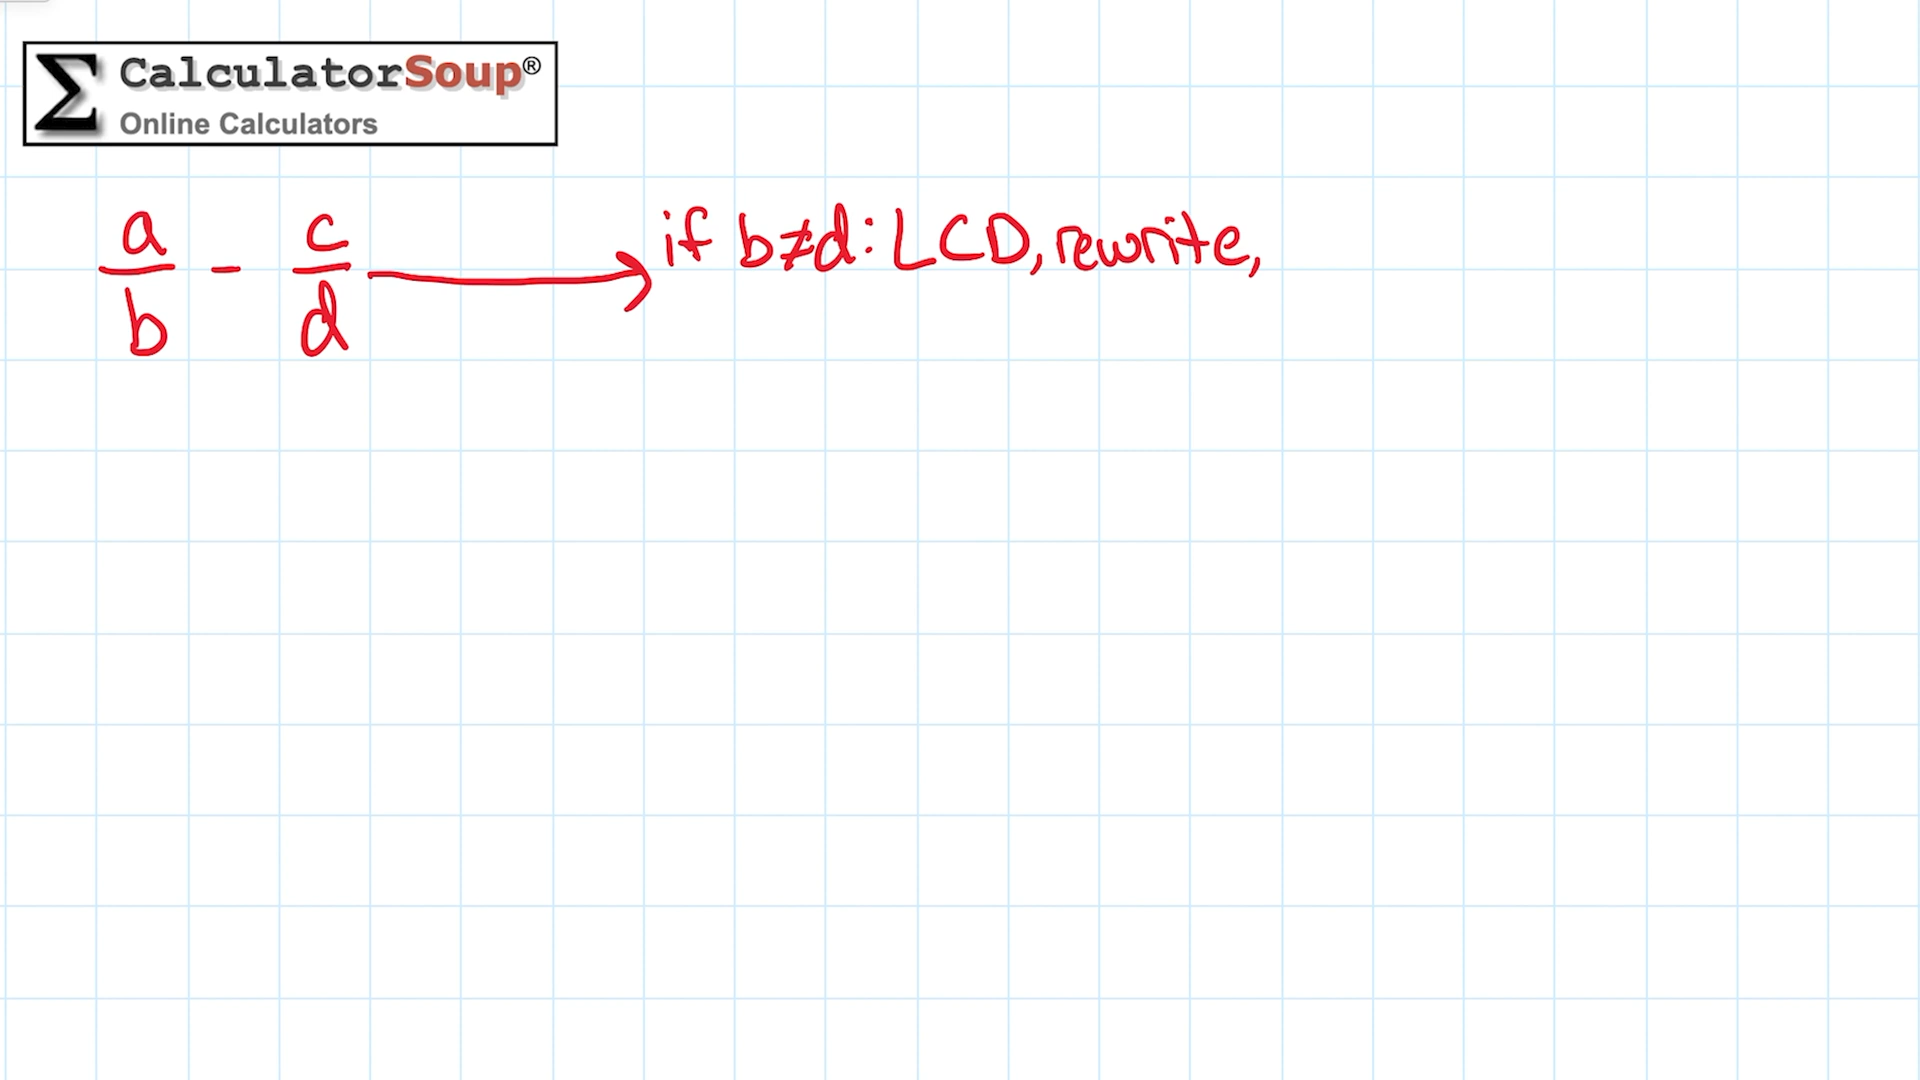 CalculatorSoup®
Online Calculators
a/b - c/d → if b≠d: LCD, rewrite,